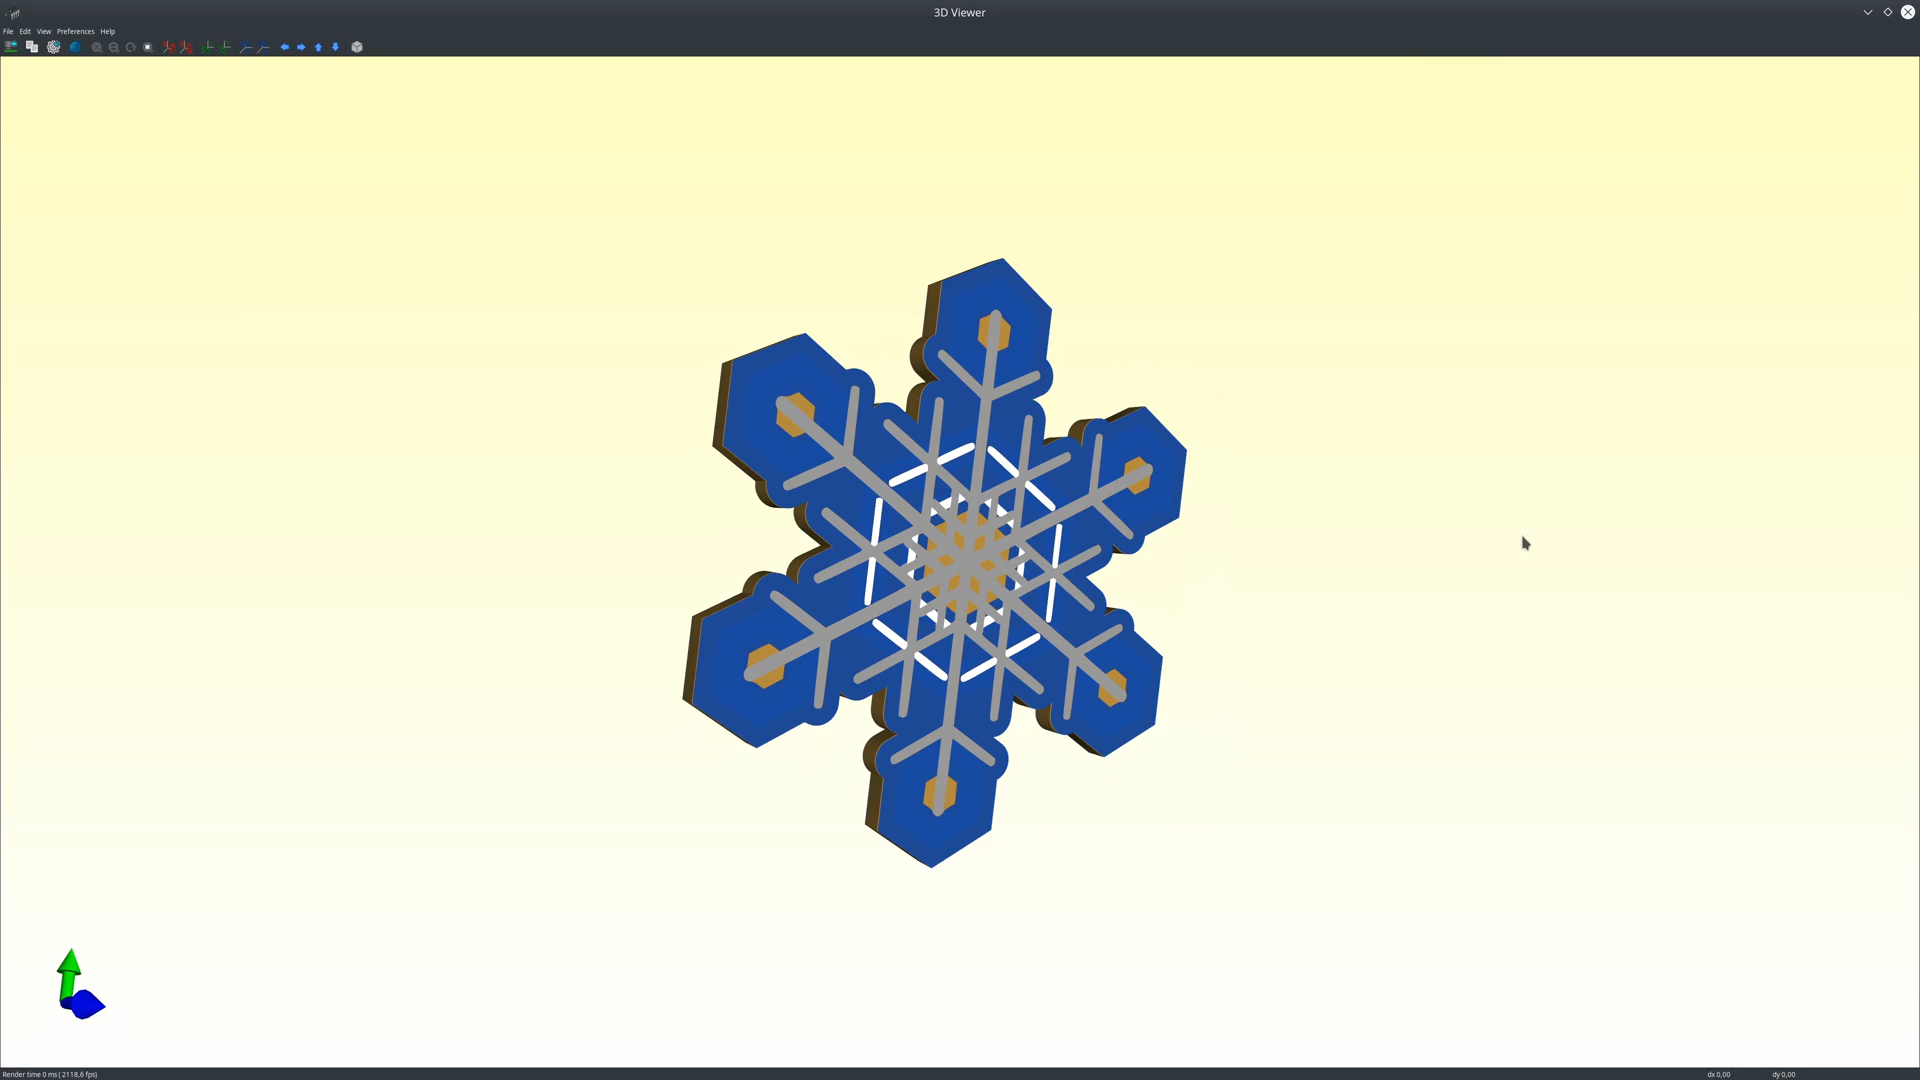 3D Viewer
File Edit View Preferences Help
Render time 0 ms ( 2118,6 fps)
dx 0,00
dy 0,00